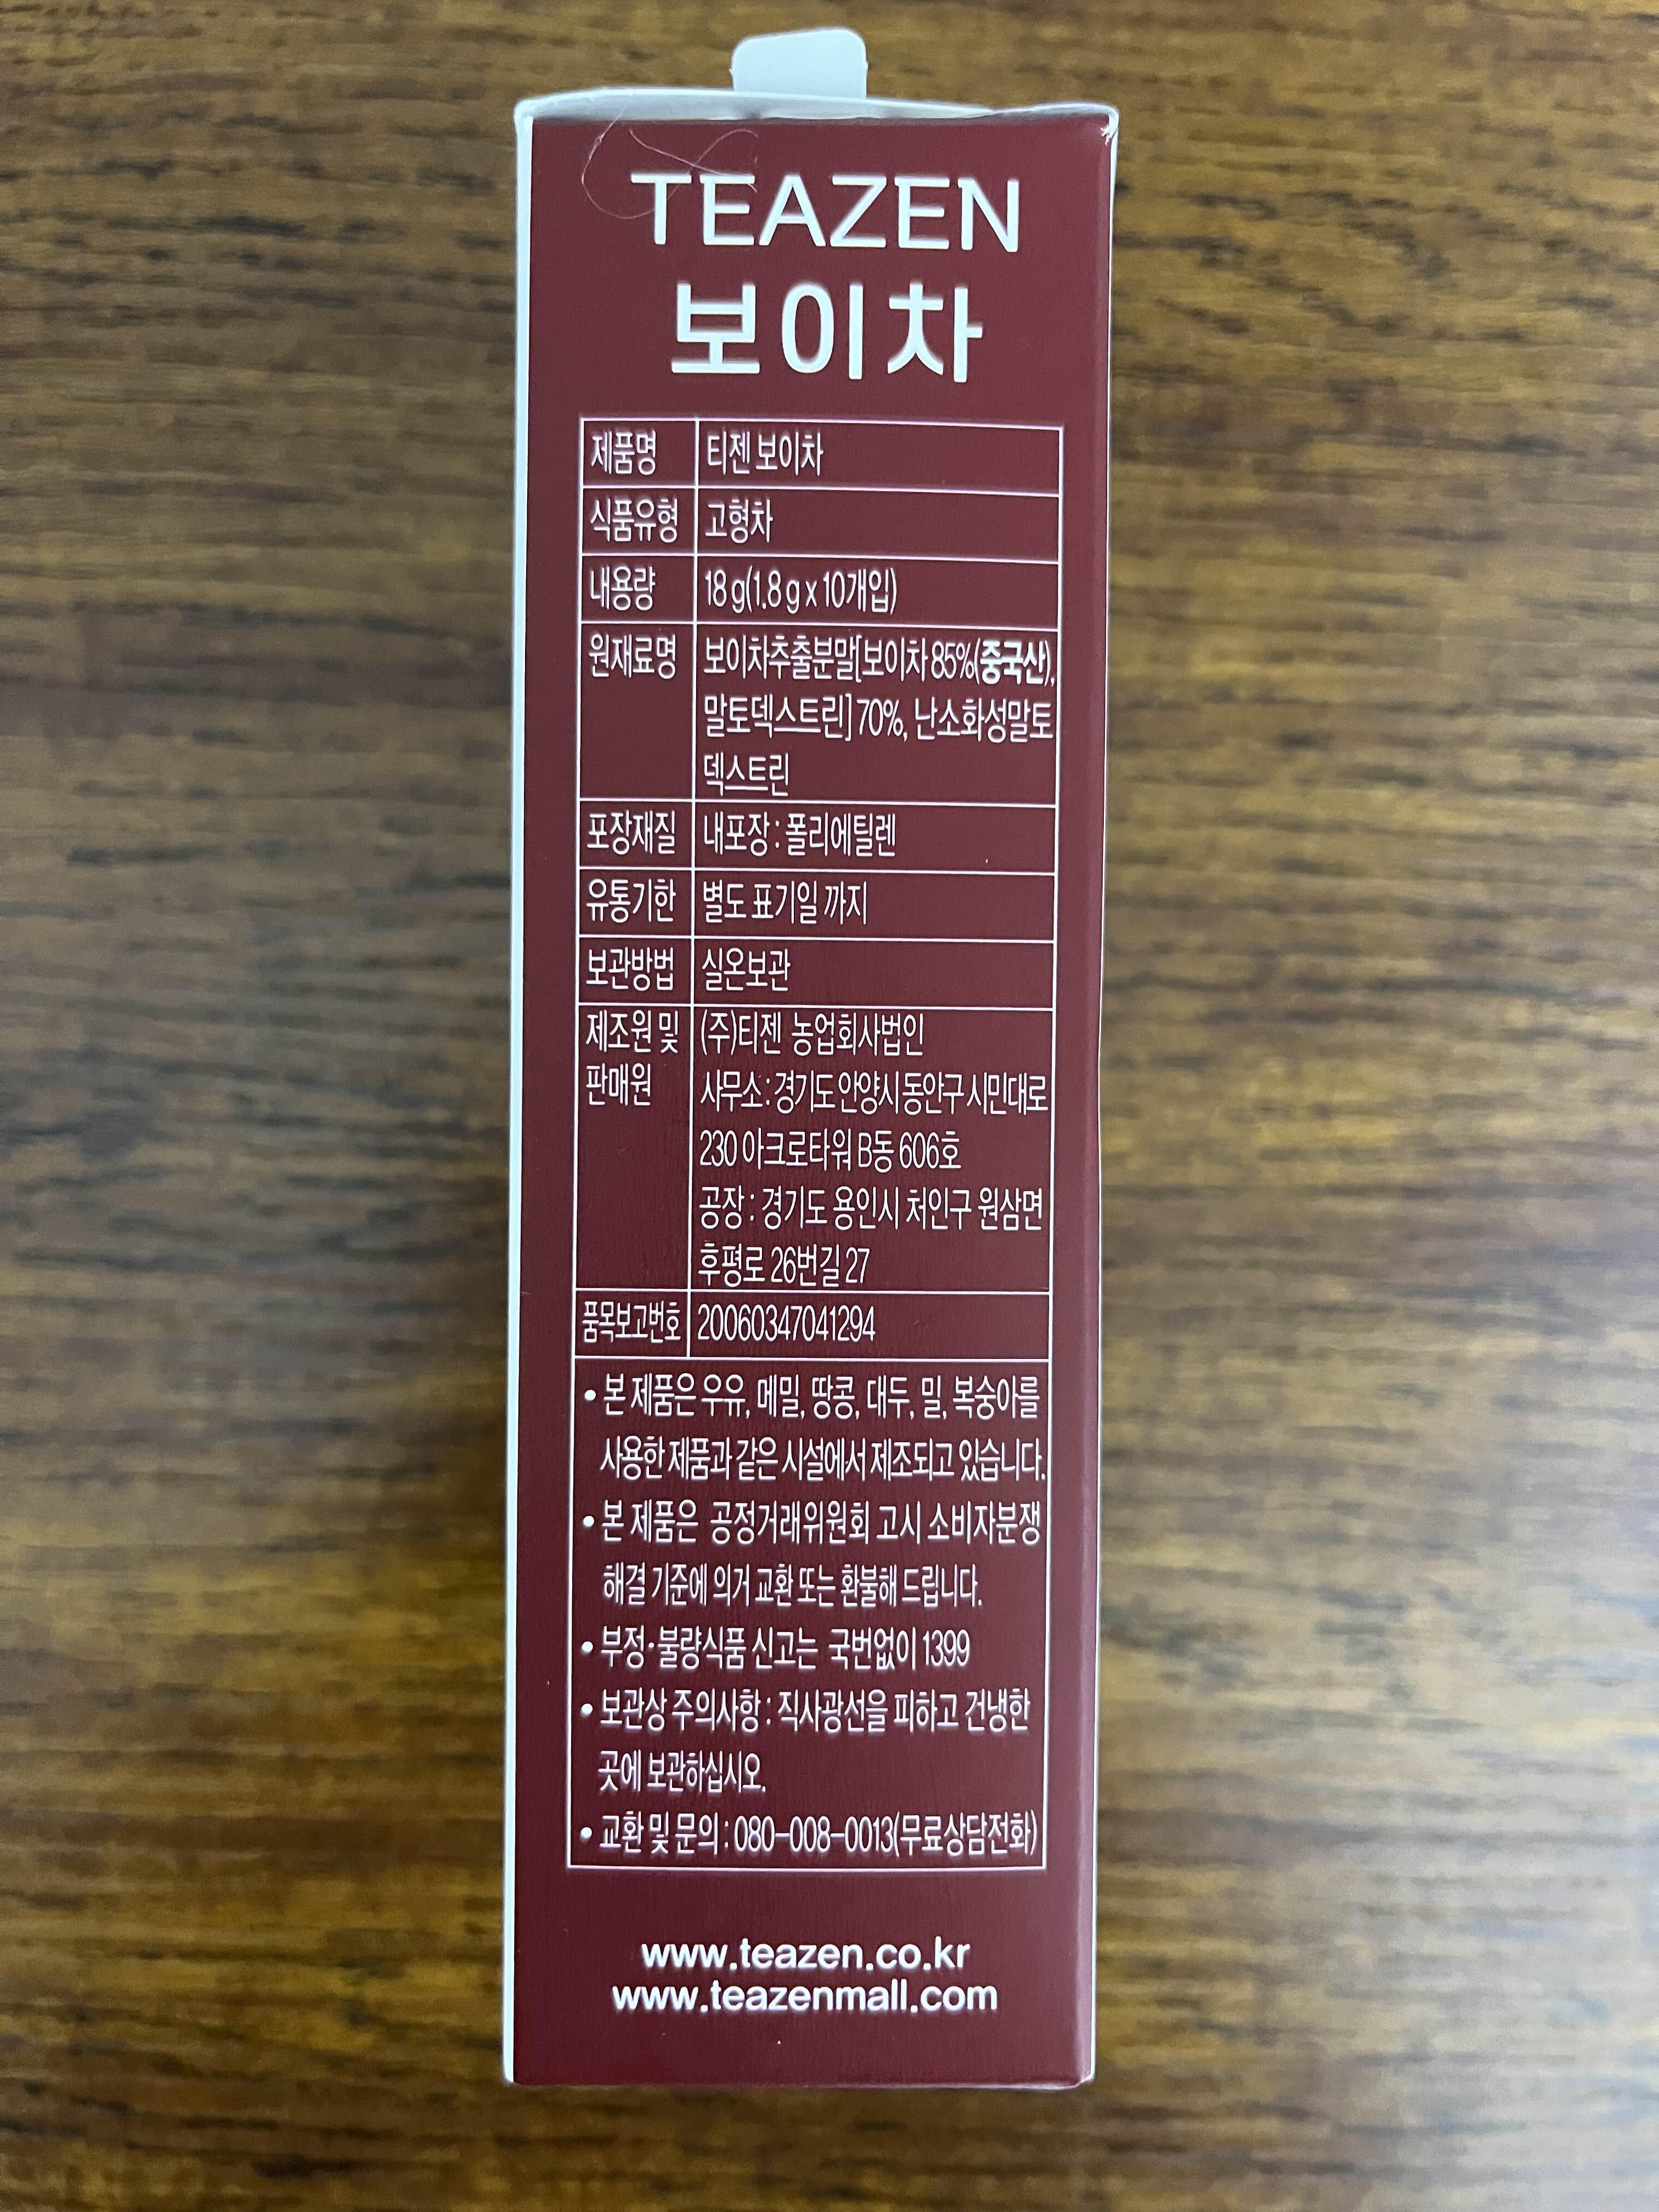 TEAZEN
보이차
제품명 티젠 보이차
식품유형 고형차
내용량 18 g(1.8 g x 10개입)
원재료명 보이차추출분말[보이차 85%(중국산),
말토덱스트린] 70%, 난소화성말토
덱스트린
포장재질 내포장 : 폴리에틸렌
유통기한 별도 표기일 까지
보관방법 실온보관
제조원 및 (주)티젠 농업회사법인
판매원 사무소 : 경기도 안양시 동안구 시민대로
230 아크로타워 B동 606호
공장 : 경기도 용인시 처인구 원삼면
후평로 26번길 27
품목보고번호 20060347041294
• 본 제품은 우유, 메밀, 땅콩, 대두, 밀, 복숭아를
사용한 제품과 같은 시설에서 제조되고 있습니다.
• 본 제품은 공정거래위원회 고시 소비자분쟁
해결 기준에 의거 교환 또는 환불해 드립니다.
• 부정·불량식품 신고는 국번없이 1399
• 보관상 주의사항 : 직사광선을 피하고 건냉한
곳에 보관하십시오.
• 교환 및 문의 : 080-008-0013(무료상담전화)
www.teazen.co.kr
www.teazenmall.com